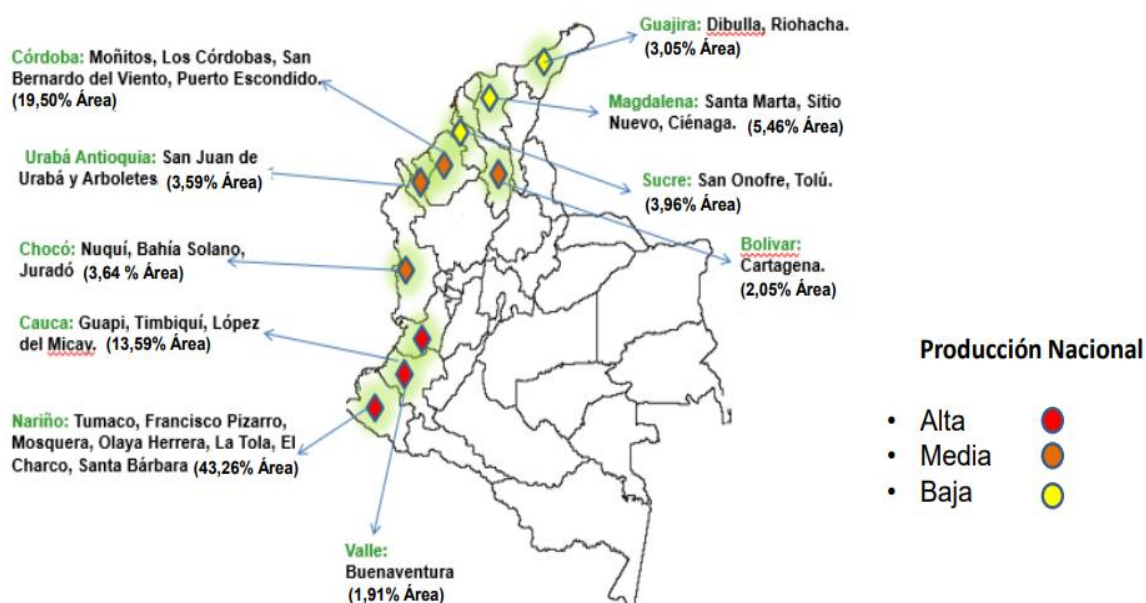 Córdoba: Moñitos, Los Córdobas, San
Bernardo del Viento, Puerto Escondido.
(19,50% Área)
Urabá Antioquia: San Juan de
Urabá y Arboletes (3,59% Área)
Chocó: Nuquí, Bahía Solano,
Juradó (3,64 % Área)
Cauca: Guapi, Timbiquí, López
del Micay. (13,59% Área)
Nariño: Tumaco, Francisco Pizarro,
Mosquera, Olaya Herrera, La Tola, El
Charco, Santa Bárbara (43,26% Área)
Valle:
Buenaventura
(1,91% Área)
Guajira: Dibulla, Riohacha.
(3,05% Área)
Magdalena: Santa Marta, Sitio
Nuevo, Ciénaga. (5,46% Área)
Sucre: San Onofre, Tolú.
(3,96% Área)
Bolivar:
Cartagena.
(2,05% Área)
Producción Nacional
• Alta
• Media
• Baja